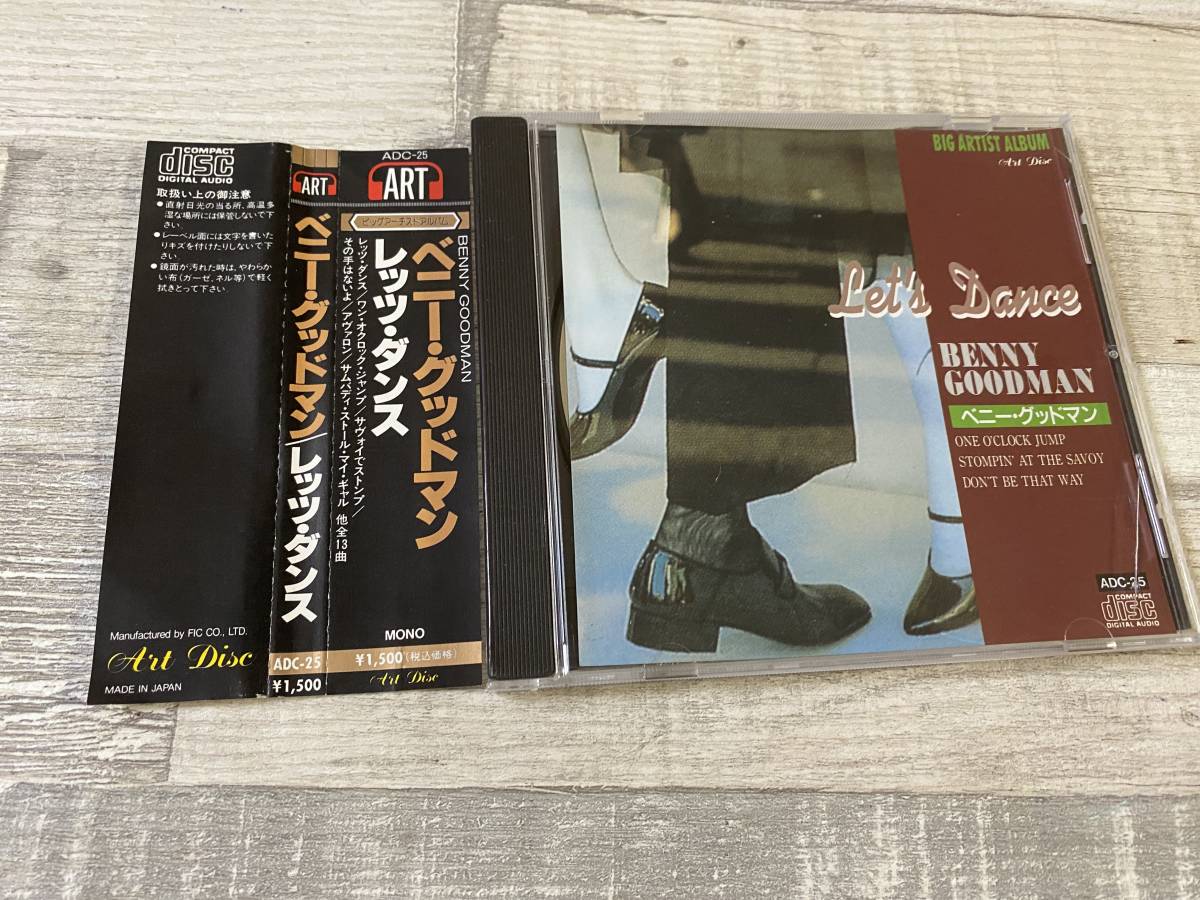 COMPACT
disc
DIGITAL AUDIO
取扱い上の御注意
●直射日光の当る所、高温多
湿な場所には保管しないで下
さい.
●レーベル面には文字を書いた
りキズを付けたりしないで下
さい.
●鏡面が汚れた時は、やわらか
い布(ガーゼ、ネル等)で軽く
拭きとって下さい.
Manufactured by FIC CO., LTD.
Art Disc
MADE IN JAPAN
ART
ベニー・グッドマン/レッツ・ダンス
ADC-25
¥1,500
ADC-25
ART
ビッグアーチストアルバム
BENNY GOODMAN
ベニー・グッドマン
レッツ・ダンス
レッツ・ダンス/ワン・オクロック・ジャンプ/サヴォイでストンプ/
その手はないよ/アヴァロン/サムバディ・ストール・マイ・ギャル 他全13曲
MONO
¥1,500(税込価格)
Art Disc
BIG ARTIST ALBUM
Art Disc
Let's Dance
BENNY
GOODMAN
ベニー・グッドマン
ONE O'CLOCK JUMP
STOMPIN' AT THE SAVOY
DON'T BE THAT WAY
ADC-25
COMPACT
disc
DIGITAL AUDIO